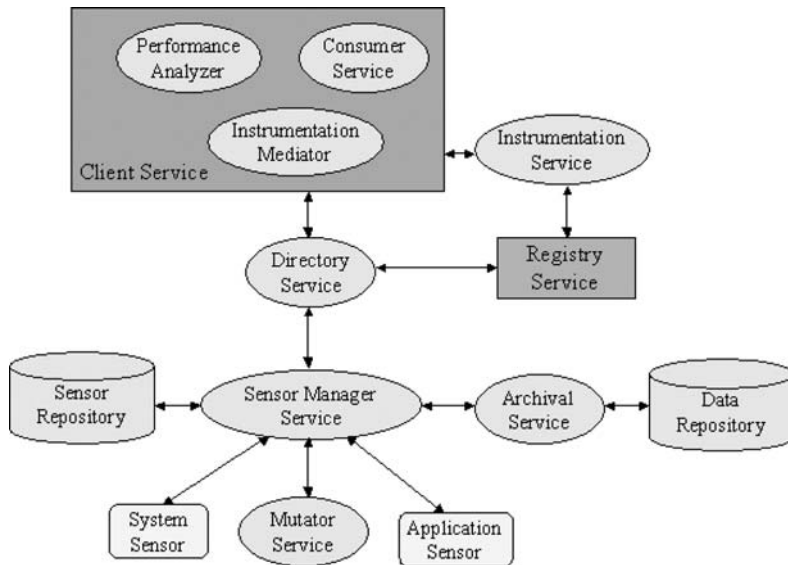 Performance
Analyzer
Consumer
Service
Instrumentation
Mediator
Client Service
Instrumentation
Service
Directory
Service
Registry
Service
Sensor
Repository
Sensor Manager
Service
Archival
Service
Data
Repository
System
Sensor
Mutator
Service
Application
Sensor